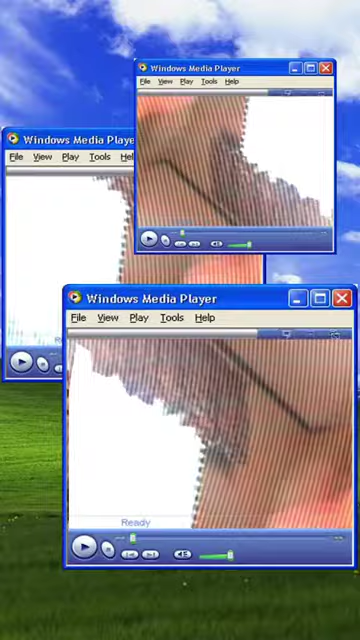 Windows Media Player
File View Play Tools Help
Windows Media Playe
File View Play Tools
Windows Media Player
File View Play Tools Help
Ready